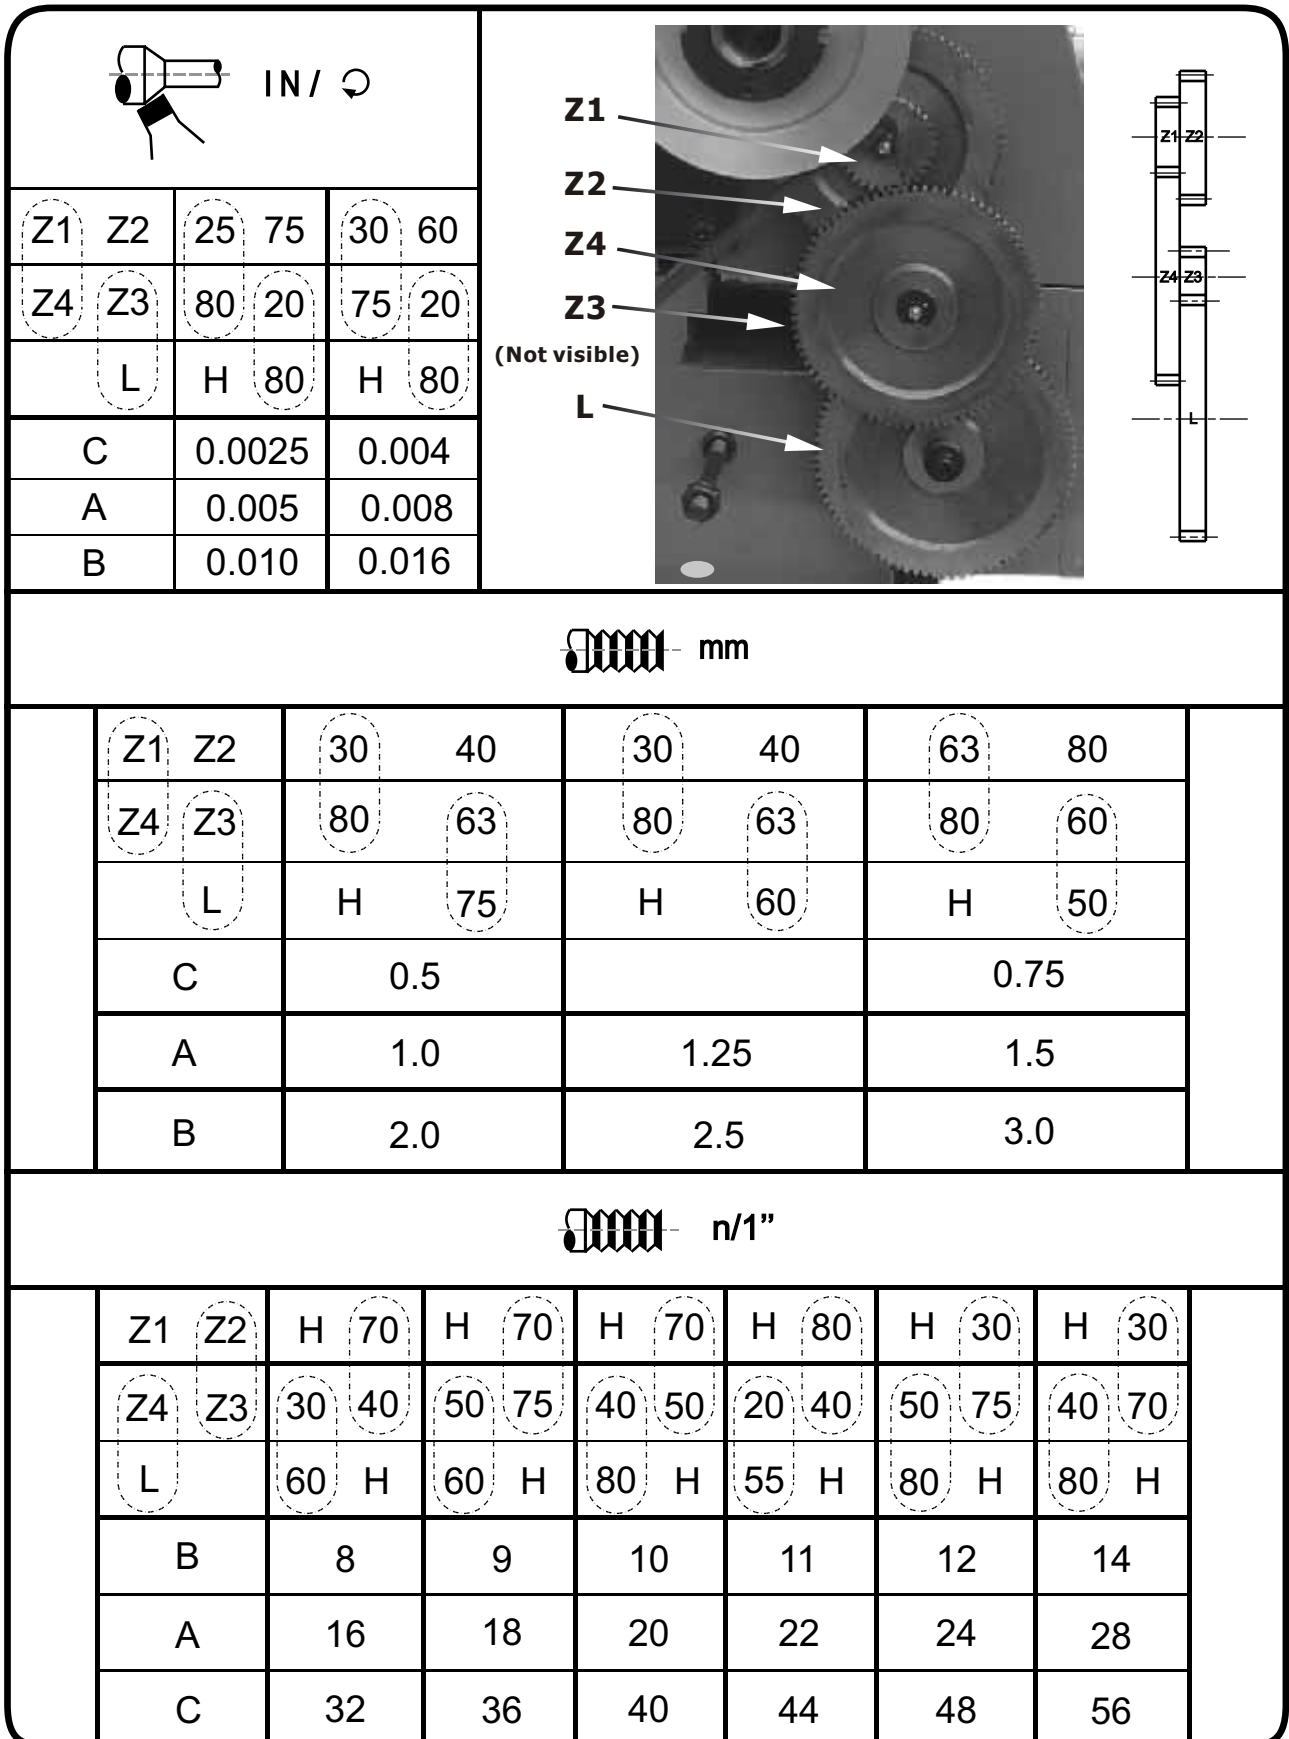 IN/
Z1 Z2 25 75 30 60
Z4 Z3 80 20 75 20
L H 80 H 80
C 0.0025 0.004
A 0.005 0.008
B 0.010 0.016
Z1
Z2
Z4
Z3
(Not visible)
L
Z1 Z2
Z4 Z3
L
mm
Z1 Z2 30 40 30 40 63 80
Z4 Z3 80 63 80 63 80 60
L H 75 H 60 H 50
C 0.5 0.75
A 1.0 1.25 1.5
B 2.0 2.5 3.0
n/1”
Z1 Z2 H 70 H 70 H 70 H 80 H 30 H 30
Z4 Z3 30 40 50 75 40 50 20 40 50 75 40 70
L 60 H 60 H 80 H 55 H 80 H 80 H
B 8 9 10 11 12 14
A 16 18 20 22 24 28
C 32 36 40 44 48 56